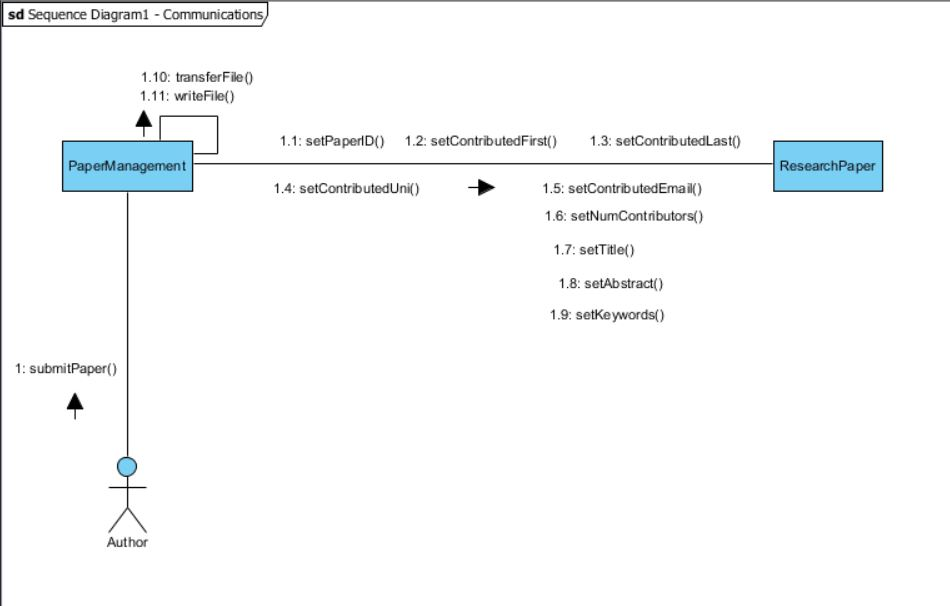 sd Sequence Diagram1 - Communications
1.10: transferFile()
1.11: writeFile()
1.1: setPaperID() 1.2: setContributedFirst() 1.3: setContributedLast()
PaperManagement
ResearchPaper
1.4: setContributedUni() 1.5: setContributedEmail()
1.6: setNumContributors()
1.7: setTitle()
1.8: setAbstract()
1.9: setKeywords()
1: submitPaper()
Author